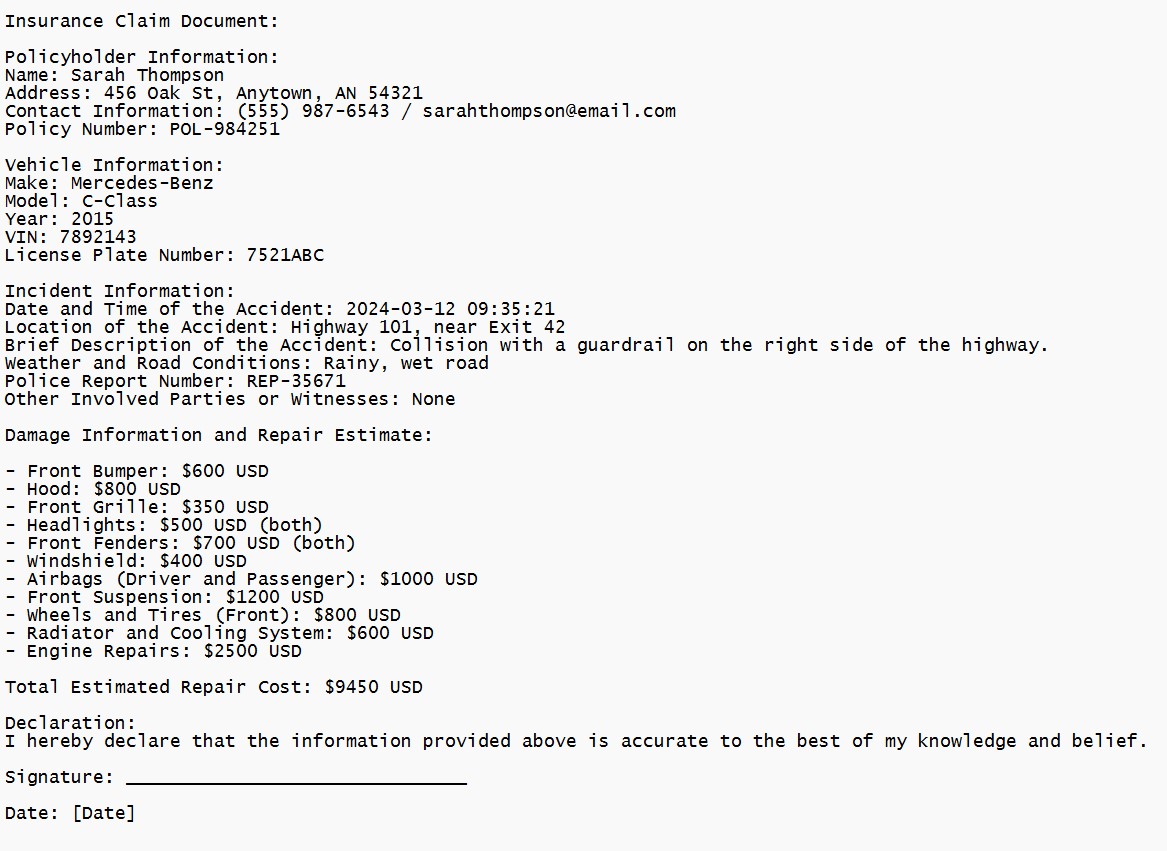 Insurance Claim Document:
Policyholder Information:
Name: Sarah Thompson
Address: 456 Oak St, Anytown, AN 54321
Contact Information: (555) 987-6543 / sarahthompson@email.com
Policy Number: POL-984251
Vehicle Information:
Make: Mercedes-Benz
Model: C-Class
Year: 2015
VIN: 7892143
License Plate Number: 7521ABC
Incident Information:
Date and Time of the Accident: 2024-03-12 09:35:21
Location of the Accident: Highway 101, near Exit 42
Brief Description of the Accident: Collision with a guardrail on the right side of the highway.
Weather and Road Conditions: Rainy, wet road
Police Report Number: REP-35671
Other Involved Parties or Witnesses: None
Damage Information and Repair Estimate:
- Front Bumper: $600 USD
- Hood: $800 USD
- Front Grille: $350 USD
- Headlights: $500 USD (both)
- Front Fenders: $700 USD (both)
- Windshield: $400 USD
- Airbags (Driver and Passenger): $1000 USD
- Front Suspension: $1200 USD
- Wheels and Tires (Front): $800 USD
- Radiator and Cooling System: $600 USD
- Engine Repairs: $2500 USD
Total Estimated Repair Cost: $9450 USD
Declaration:
I hereby declare that the information provided above is accurate to the best of my knowledge and belief.
Signature: _______________________________
Date: [Date]